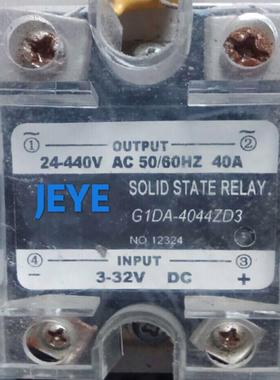 ~ ① OUTPUT ② ~
24-440V AC 50/60HZ 40A
JEYE
SOLID STATE RELAY
G1DA-4044ZD3
NO 12324
④ INPUT ③
− 3-32V DC +